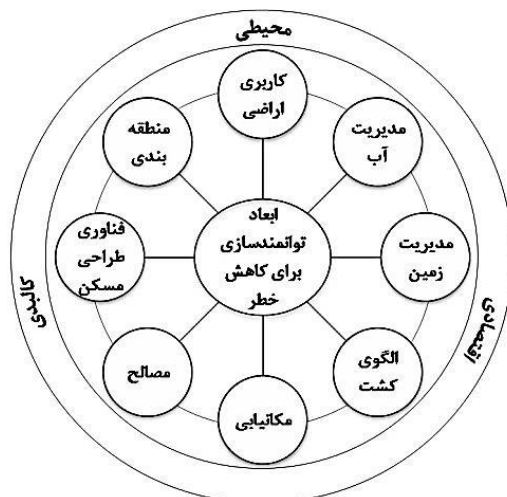 محیطی
کاربری
اراضی
مدیریت
آب
مدیریت
زمین
الگوی
کشت
مکانیابی
مصالح
فناوری
طراحی
مسکن
منطقه
بندی
ابعاد
توانمندسازی
برای کاهش
خطر
اقتصادی
کالبدی